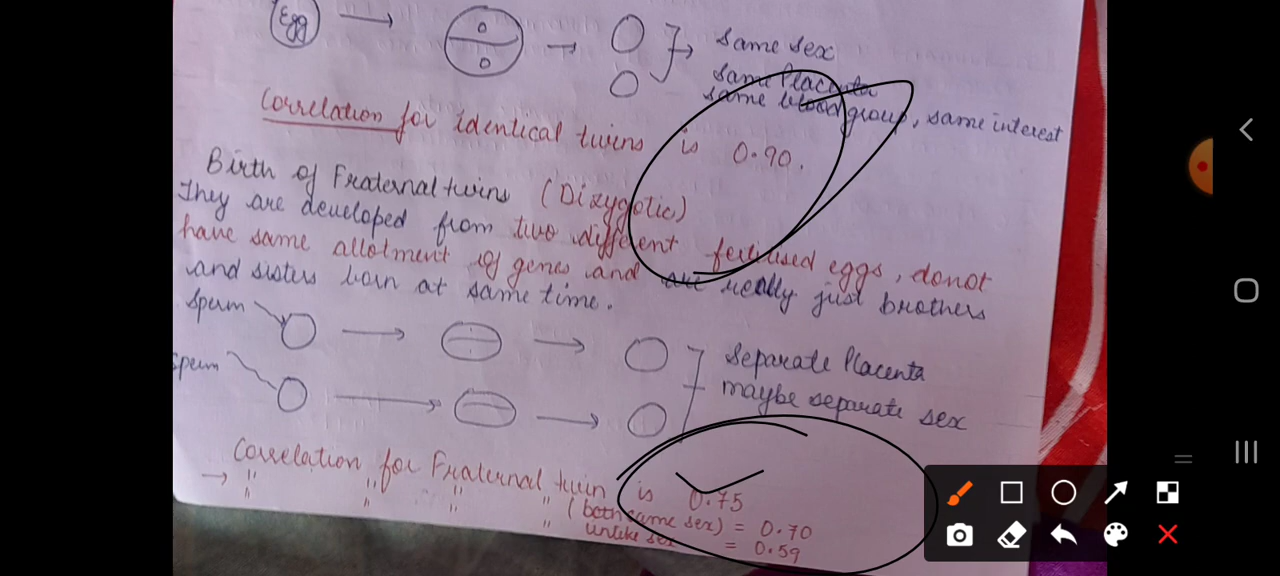 Egg
o
o
same sex
same Placenta
same blood group, same interest
Correlation for identical twins is 0.90.
Birth of Fraternal twins (Dizygotic)
They are developed from two different fertilised eggs, donot
have same allotment of genes and are really just brothers
and sisters born at same time.
Sperm
Sperm
Separate Placenta
maybe separate sex
Correlation for Fraternal twin is 0.75
→ " " " " (both same sex) = 0.70
" " " " unlike sex = 0.59